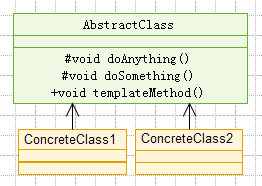 AbstractClass
#void doAnything()
#void doSomething()
+void templateMethod()
ConcreteClass1
ConcreteClass2